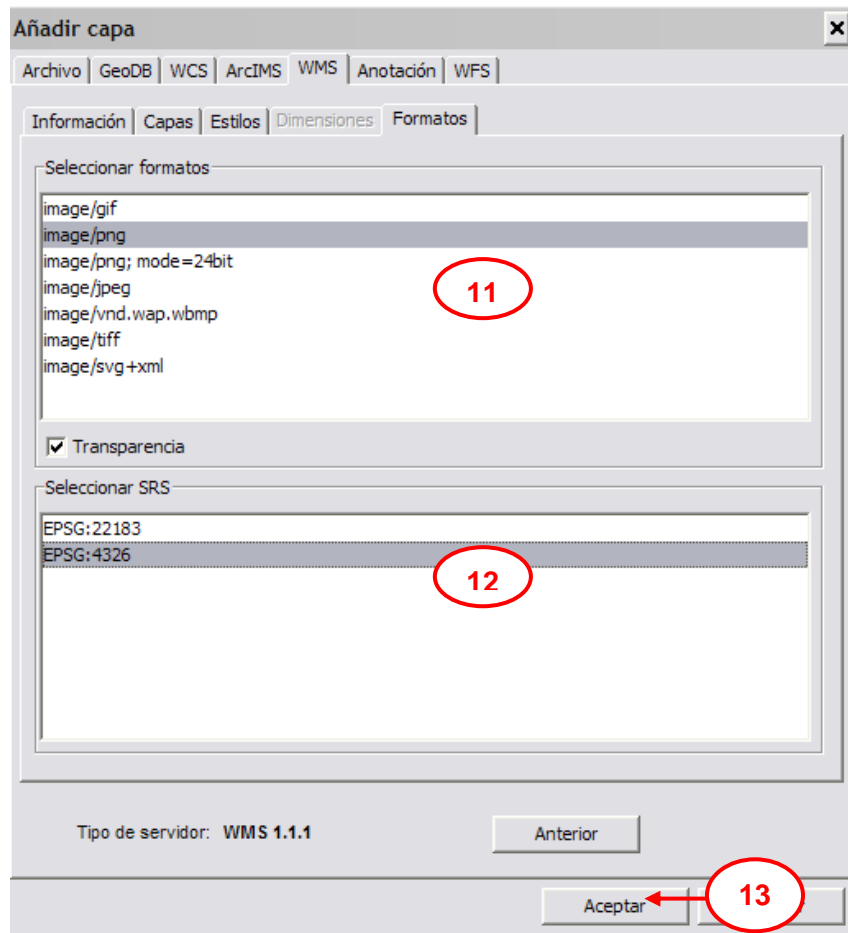 Añadir capa
Archivo GeoDB WCS ArcIMS WMS Anotación WFS
Información Capas Estilos Dimensiones Formatos
Seleccionar formatos
image/gif
image/png
image/png; mode=24bit
image/jpeg
image/vnd.wap.wbmp
image/tiff
image/svg+xml
11
Transparencia
Seleccionar SRS
EPSG:22183
EPSG:4326
12
Tipo de servidor: WMS 1.1.1
Anterior
Aceptar
13